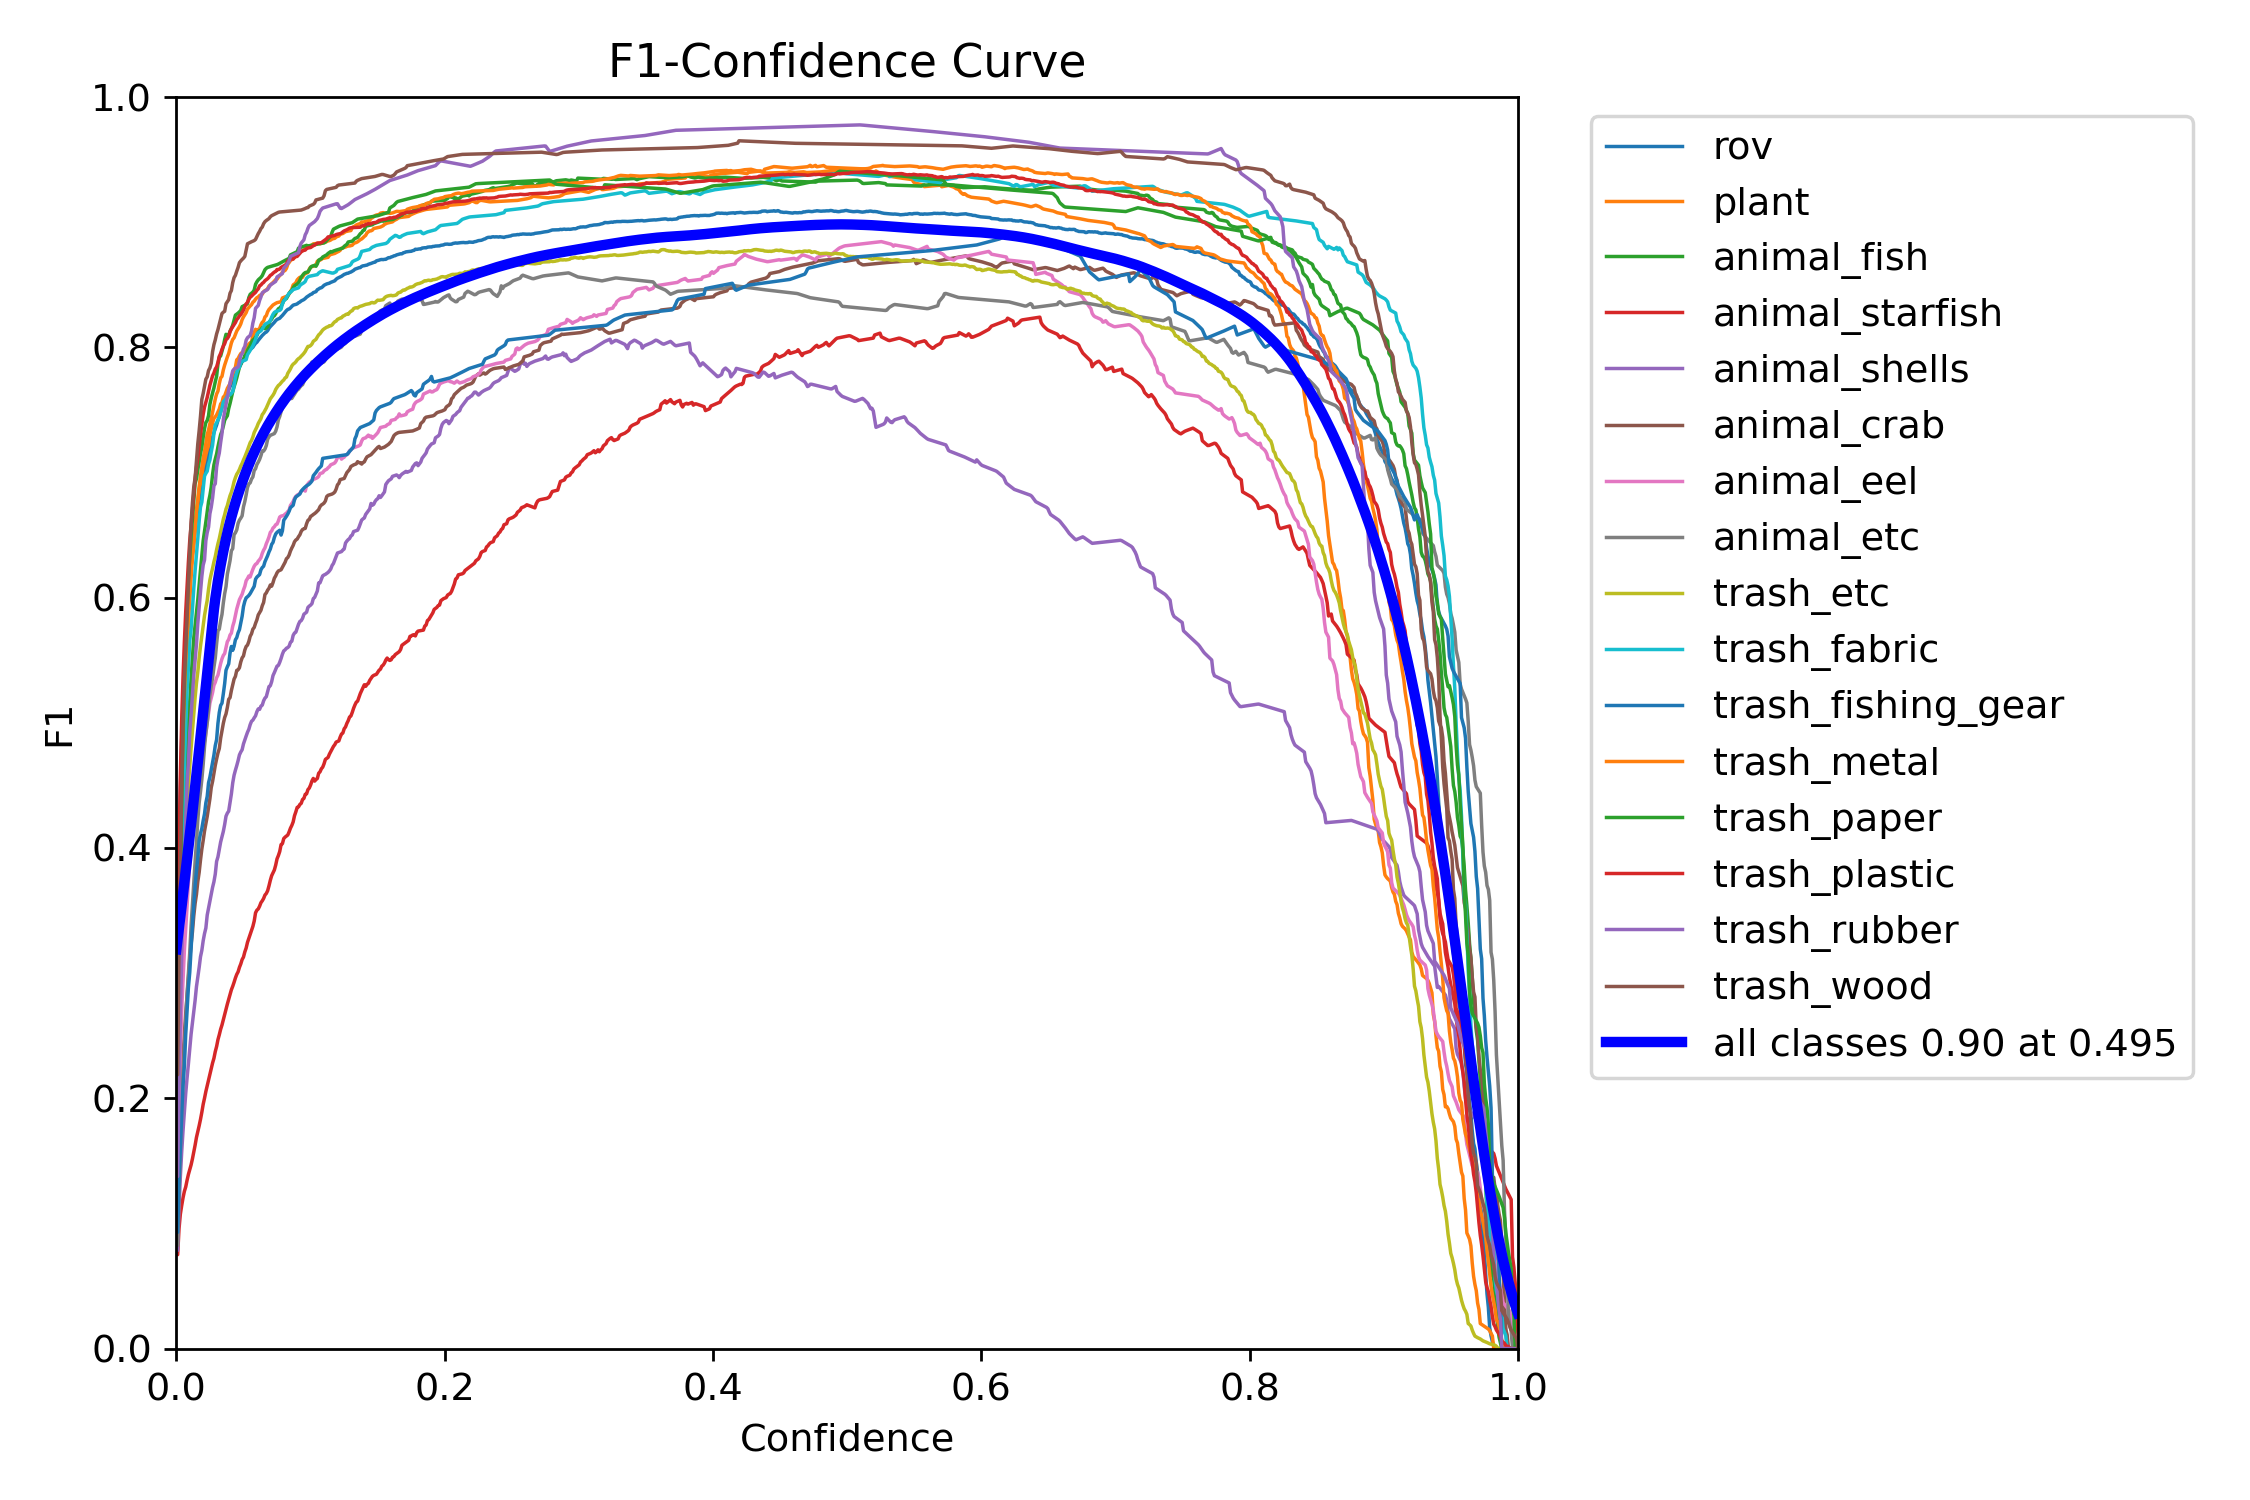 F1-Confidence Curve
1.0
0.8
0.6
0.4
0.2
0.0
F1
0.0 0.2 0.4 0.6 0.8 1.0
Confidence
rov
plant
animal_fish
animal_starfish
animal_shells
animal_crab
animal_eel
animal_etc
trash_etc
trash_fabric
trash_fishing_gear
trash_metal
trash_paper
trash_plastic
trash_rubber
trash_wood
all classes 0.90 at 0.495